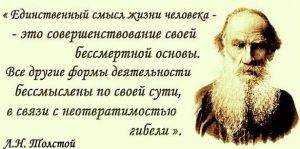 « Единственный смысл жизни человека -
- это совершенствование своей
бессмертной основы.
Все другие формы деятельности
бессмыслены по своей сути,
в связи с неотвратимостью
гибели ».
Л.Н. Толстой